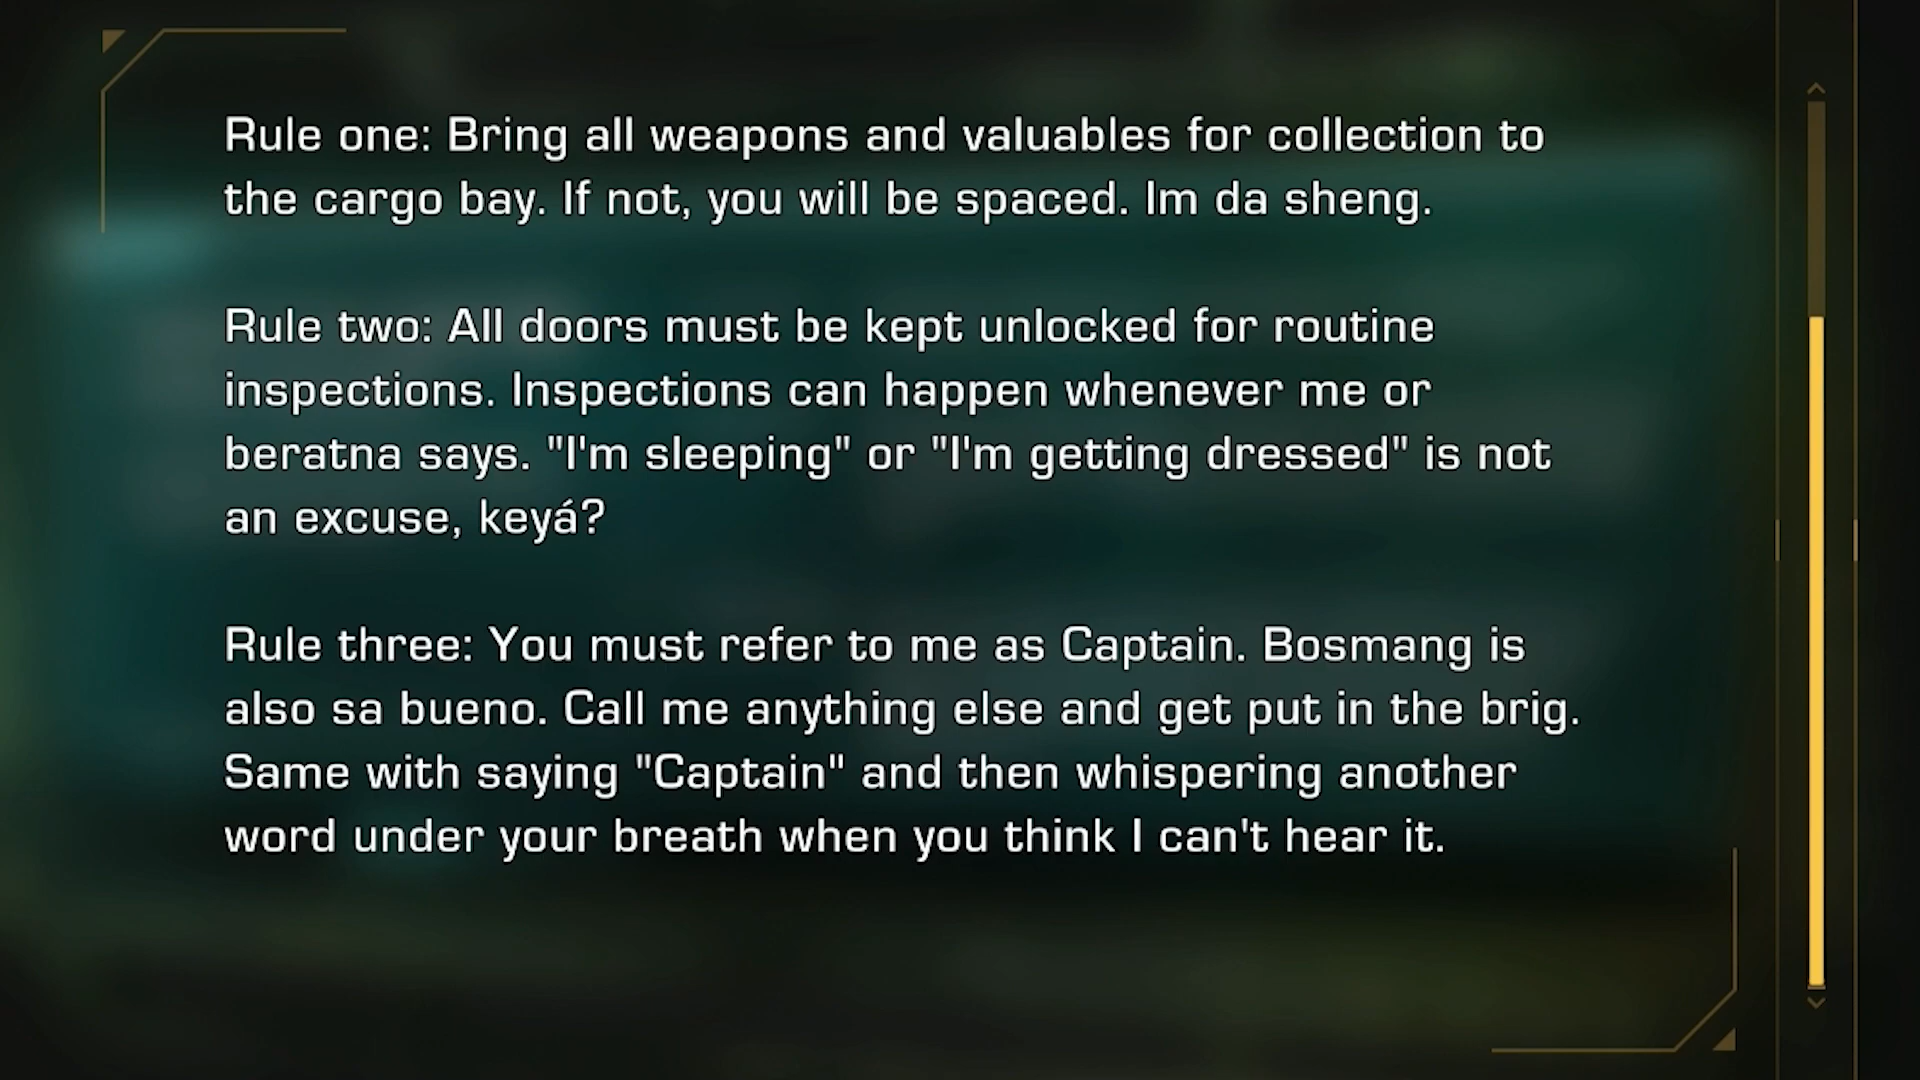 Rule one: Bring all weapons and valuables for collection to
the cargo bay. If not, you will be spaced. Im da sheng.
Rule two: All doors must be kept unlocked for routine
inspections. Inspections can happen whenever me or
beratna says. "I'm sleeping" or "I'm getting dressed" is not
an excuse, keyá?
Rule three: You must refer to me as Captain. Bosmang is
also sa bueno. Call me anything else and get put in the brig.
Same with saying "Captain" and then whispering another
word under your breath when you think I can't hear it.